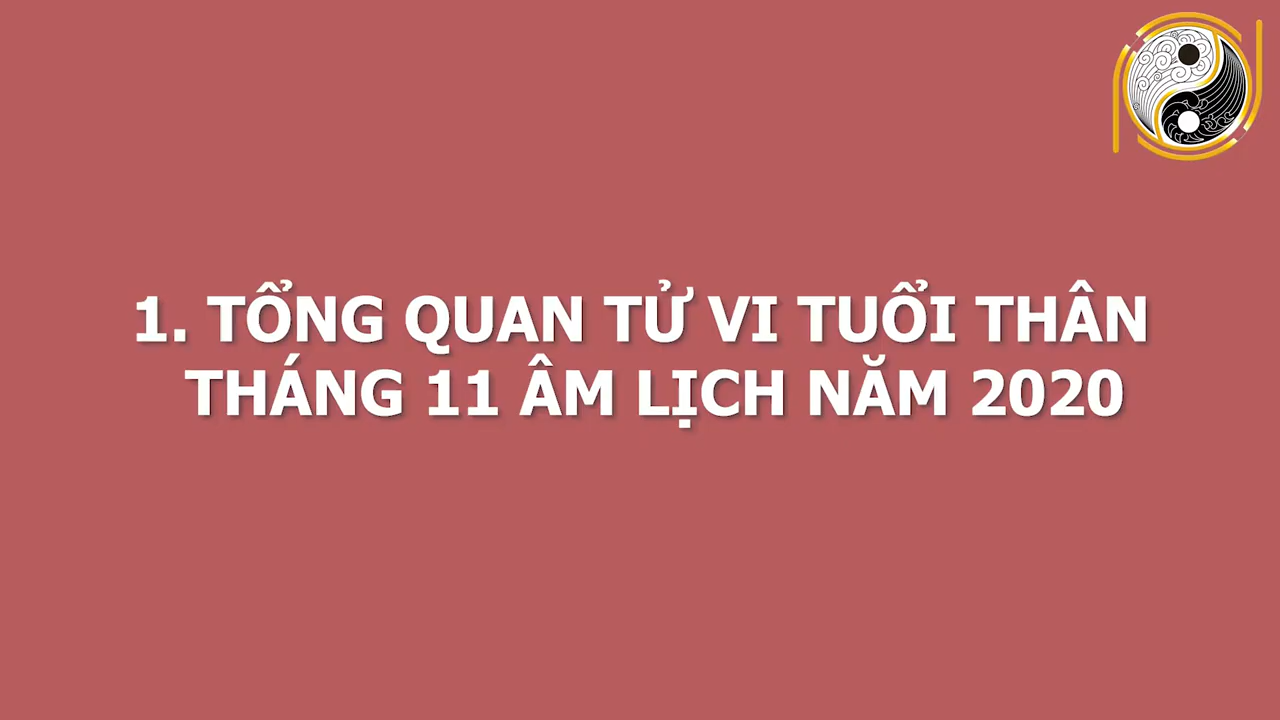 1. TỔNG QUAN TỬ VI TUỔI THÂN
THÁNG 11 ÂM LỊCH NĂM 2020